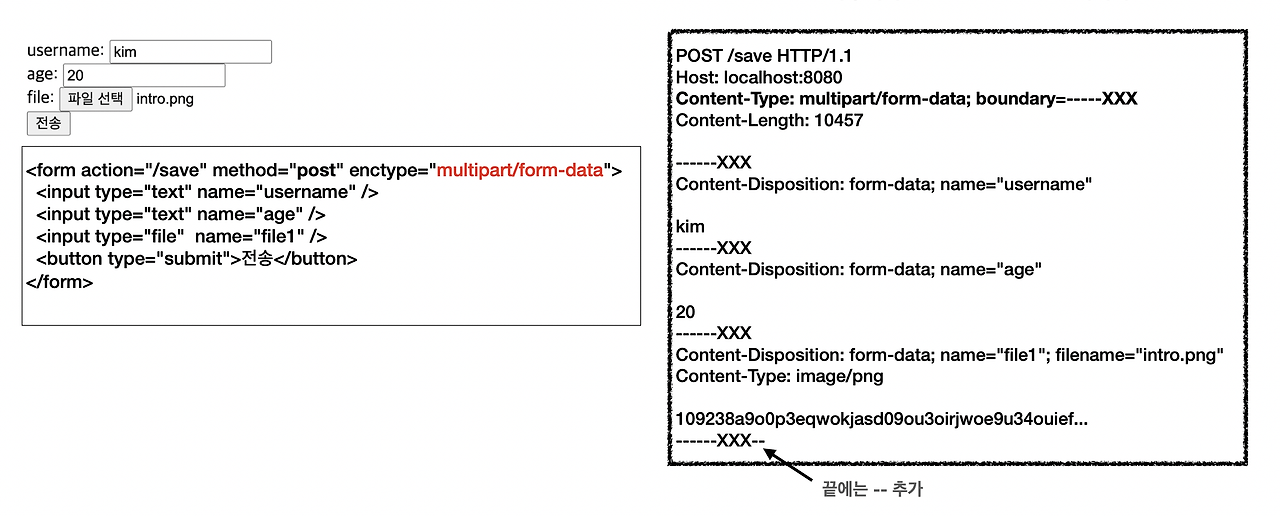 username: kim
age: 20
file: 파일 선택 intro.png
전송
<form action="/save" method="post" enctype="multipart/form-data">
<input type="text" name="username" />
<input type="text" name="age" />
<input type="file"  name="file1" />
<button type="submit">전송</button>
</form>
POST /save HTTP/1.1
Host: localhost:8080
Content-Type: multipart/form-data; boundary=-----XXX
Content-Length: 10457
------XXX
Content-Disposition: form-data; name="username"
kim
------XXX
Content-Disposition: form-data; name="age"
20
------XXX
Content-Disposition: form-data; name="file1"; filename="intro.png"
Content-Type: image/png
109238a9o0p3eqwokjasd09ou3oirjwoe9u34ouief...
------XXX--
끝에는 -- 추가